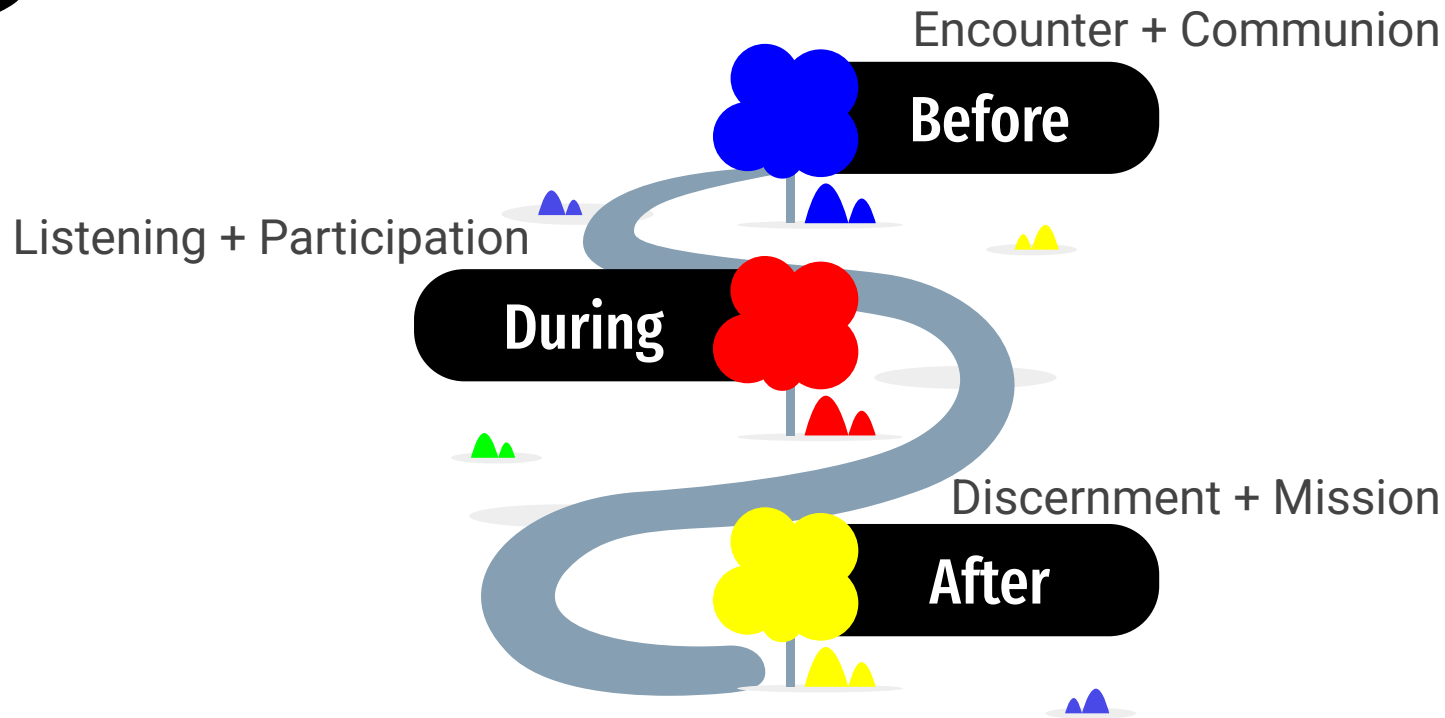 Encounter + Communion
Before
Listening + Participation
During
Discernment + Mission
After